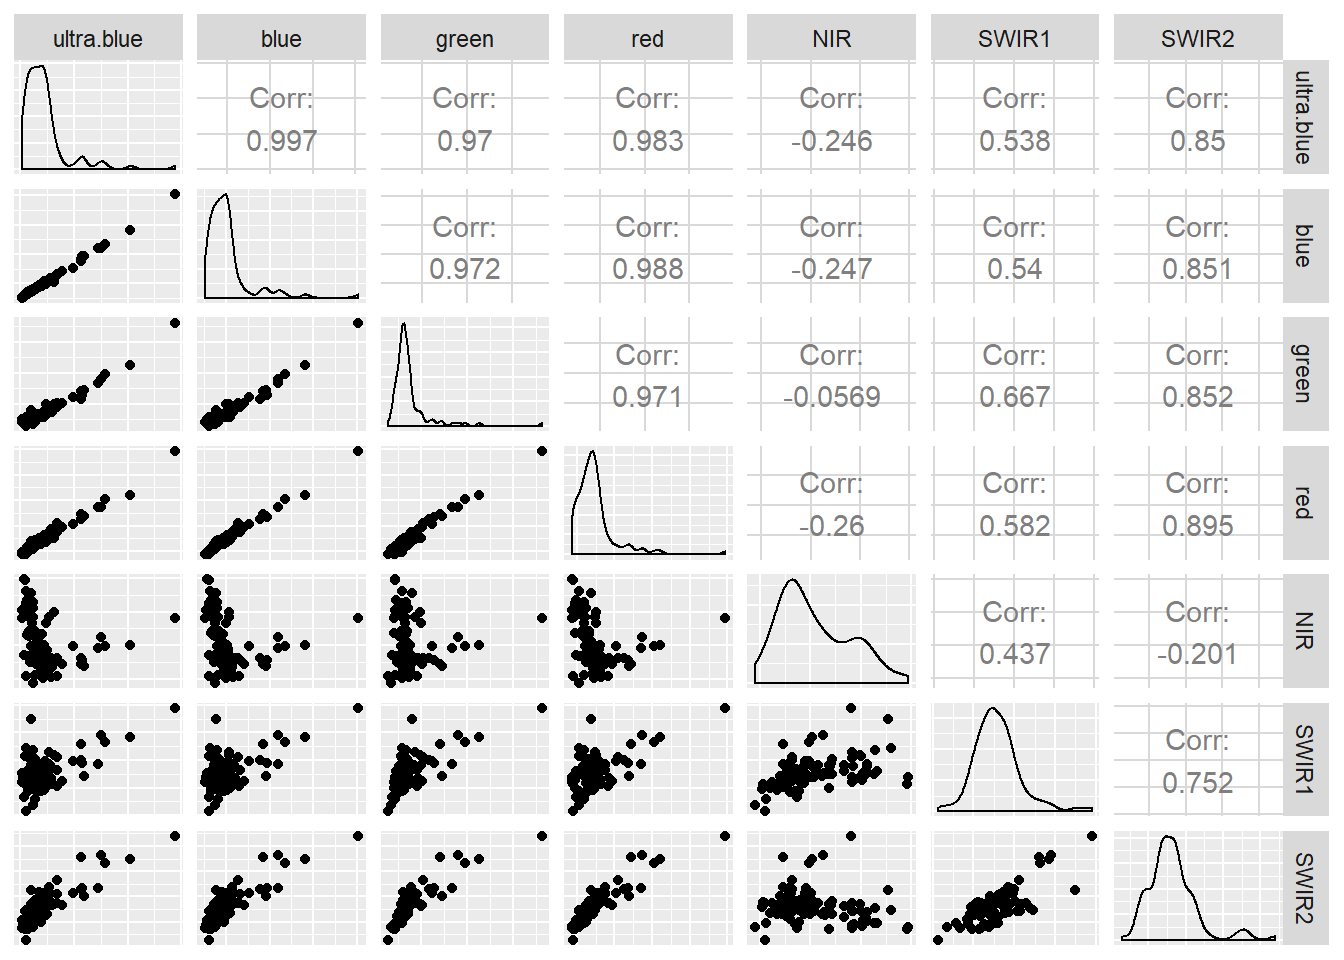 ultra.blue blue green red NIR SWIR1 SWIR2
Corr: Corr: Corr: Corr: Corr: Corr:
0.997 0.97 0.983 -0.246 0.538 0.85
ultra.blue
Corr: Corr: Corr: Corr: Corr:
0.972 0.988 -0.247 0.54 0.851
blue
Corr: Corr: Corr: Corr:
0.971 -0.0569 0.667 0.852
green
Corr: Corr: Corr:
-0.26 0.582 0.895
red
Corr: Corr:
0.437 -0.201
NIR
Corr:
0.752
SWIR1
SWIR2